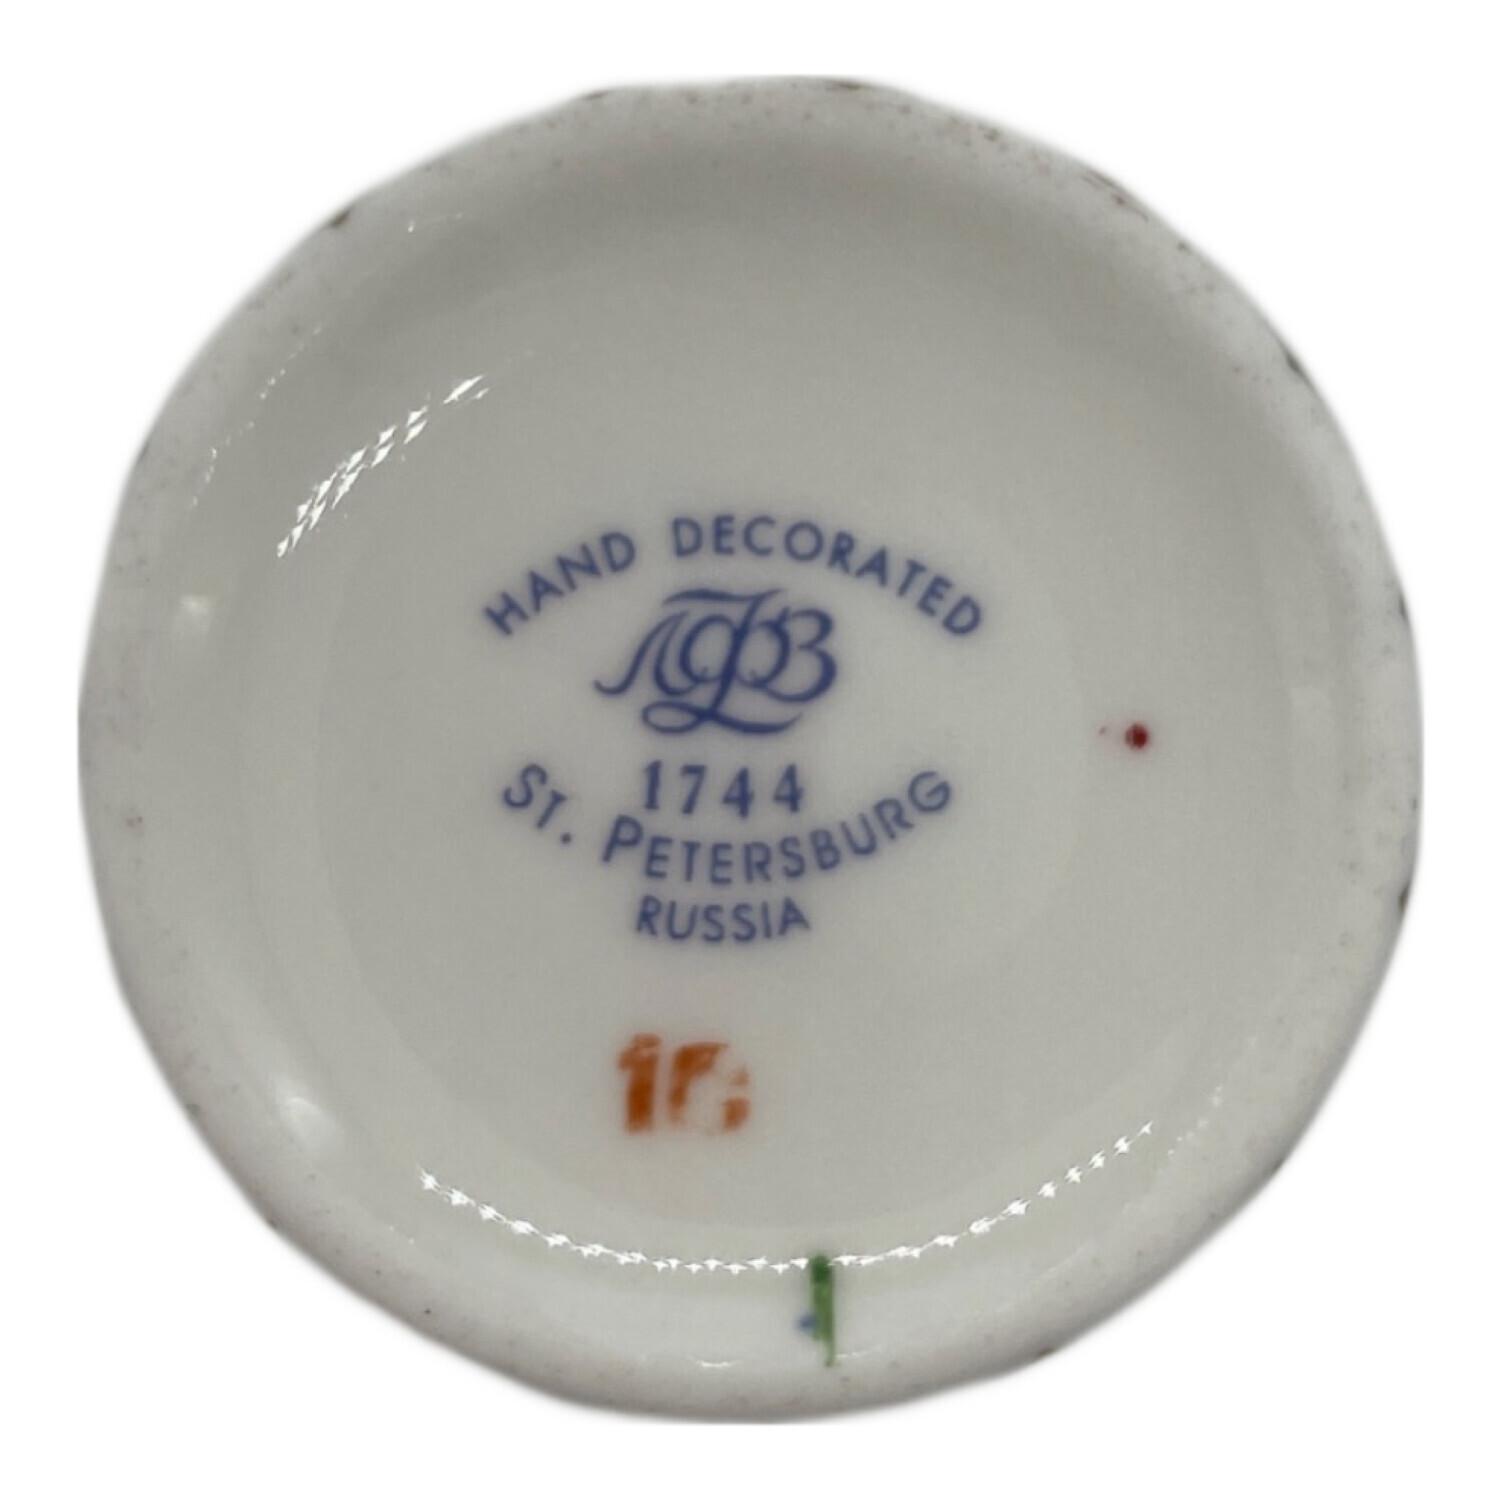 HAND DECORATED
ЛФЗ
1744
ST. PETERSBURG
RUSSIA